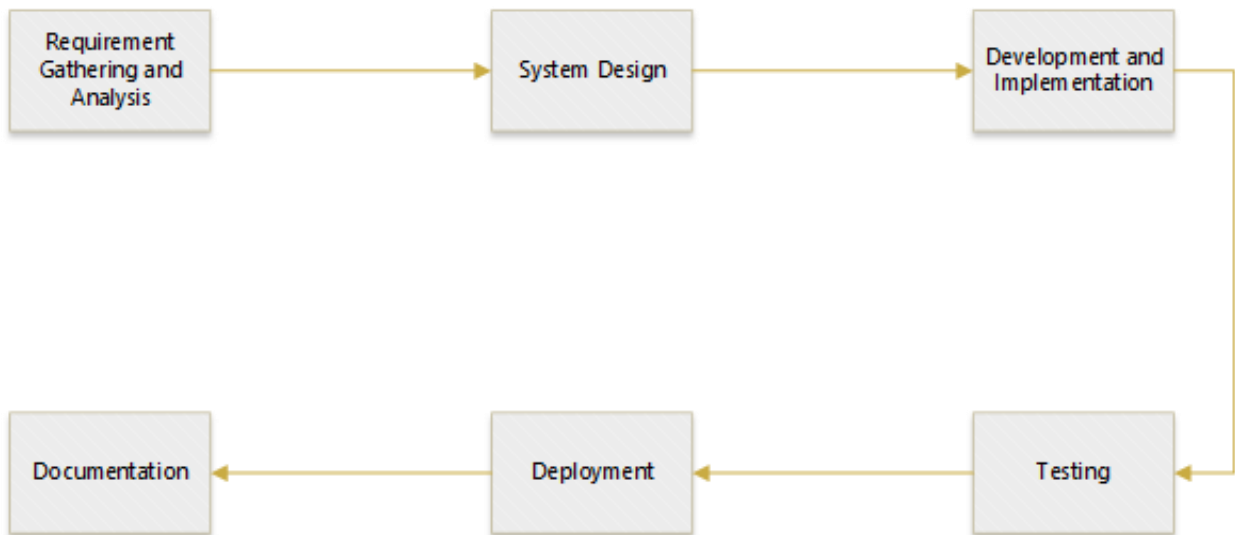 Requirement
Gathering and
Analysis
System Design
Development and
Implementation
Documentation
Deployment
Testing